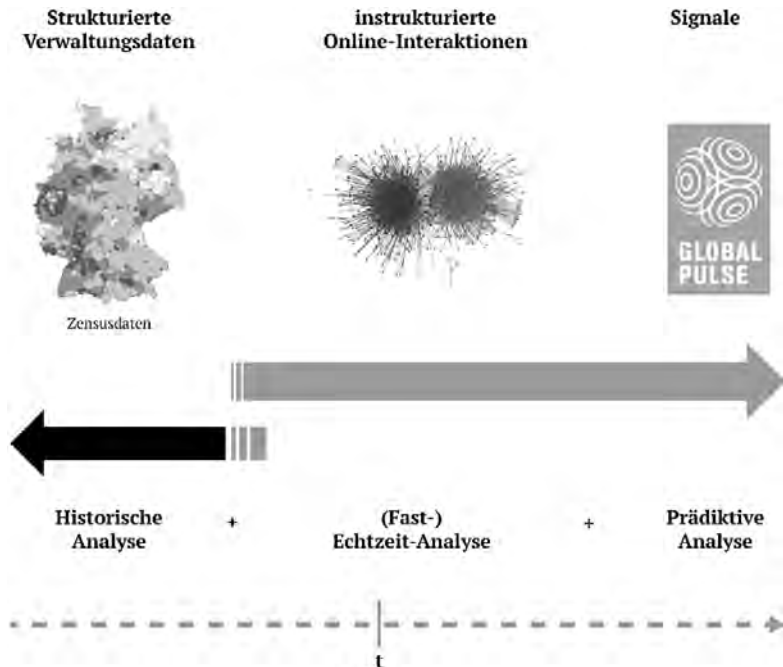 Strukturierte
Verwaltungsdaten
instrukturierte
Online-Interaktionen
Signale
GLOBAL
PULSE
Zensusdaten
Historische
Analyse
+
(Fast-)
Echtzeit-Analyse
+
Prädiktive
Analyse
t